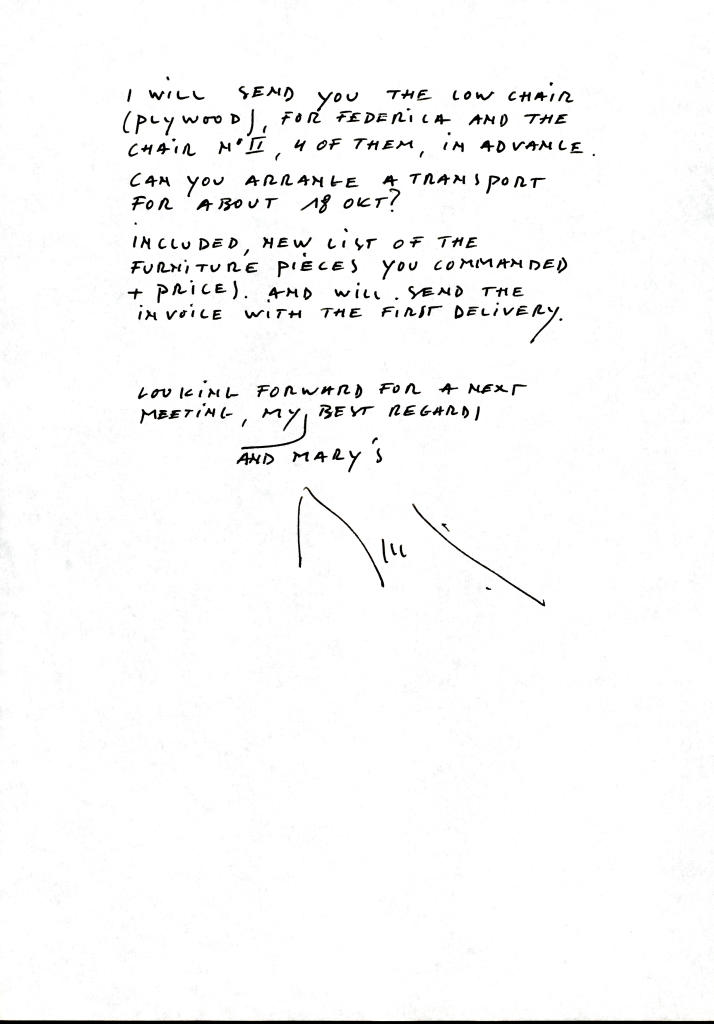 I WILL SEND YOU THE LOW CHAIR
(PLYWOOD), FOR FEDERICA AND THE
CHAIR N° II, 4 OF THEM, IN ADVANCE.
CAN YOU ARRANGE A TRANSPORT
FOR ABOUT 18 OKT?
INCLUDED, NEW LIST OF THE
FURNITURE PIÈCES YOU COMMANDED
+ PRICES. AND WILL SEND THE
INVOICE WITH THE FIRST DELIVERY.
LOOKING FORWARD FOR A NEXT
MEETING, MY BEST REGARDS
AND MARY'S